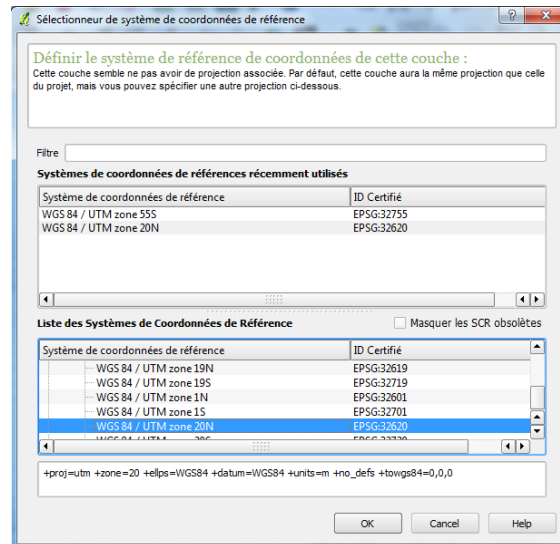 Sélectionneur de système de coordonnées de référence
Définir le système de référence de coordonnées de cette couche :
Cette couche semble ne pas avoir de projection associée. Par défaut, cette couche aura la même projection que celle
du projet, mais vous pouvez spécifier une autre projection ci-dessous.
Filtre
Systèmes de coordonnées de références récemment utilisés
Système de coordonnées de référence ID Certifié
WGS 84 / UTM zone 55S EPSG:32755
WGS 84 / UTM zone 20N EPSG:32620
Liste des Systèmes de Coordonnées de Référence Masquer les SCR obsolètes
Système de coordonnées de référence ID Certifié
WGS 84 / UTM zone 19N EPSG:32619
WGS 84 / UTM zone 19S EPSG:32719
WGS 84 / UTM zone 1N EPSG:32601
WGS 84 / UTM zone 1S EPSG:32701
WGS 84 / UTM zone 20N EPSG:32620
WGS 84 / UTM zone 20S EPSG:32720
+proj=utm +zone=20 +ellps=WGS84 +datum=WGS84 +units=m +no_defs +towgs84=0,0,0
OK Cancel Help